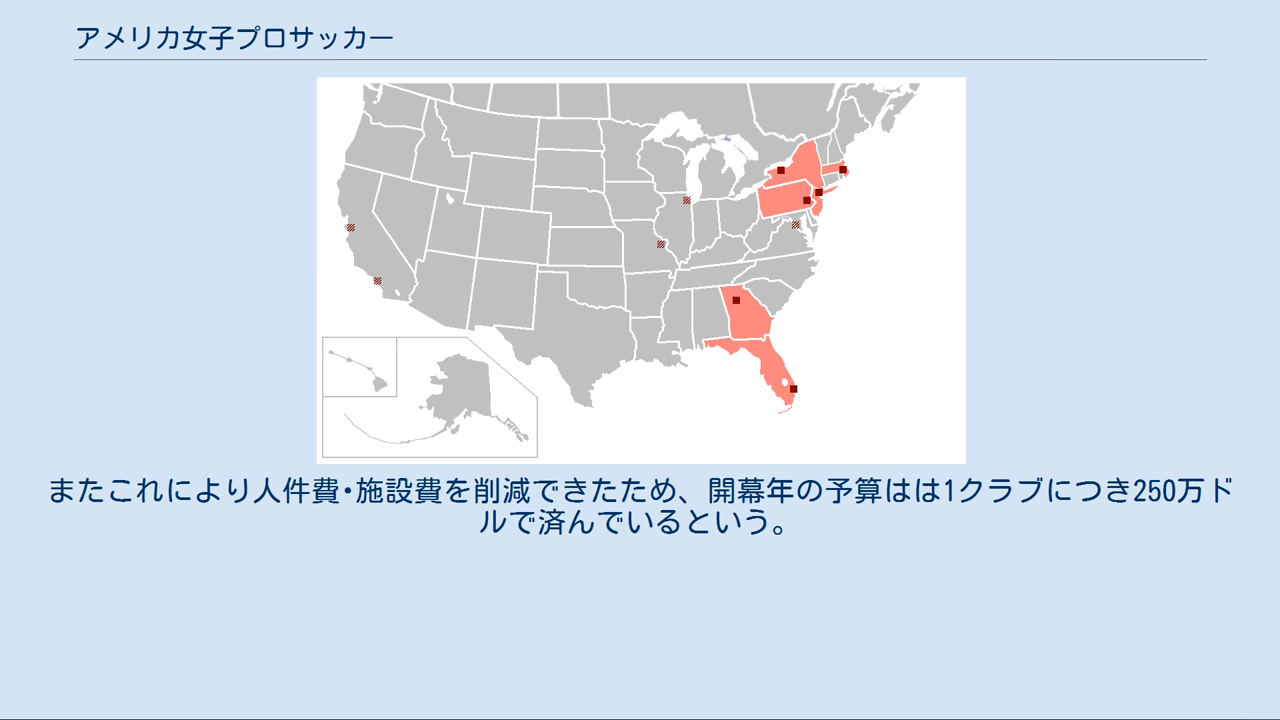 アメリカ女子プロサッカー
またこれにより人件費・施設費を削減できたため、開幕年の予算はは1クラブにつき250万ド
ルで済んでいるという。